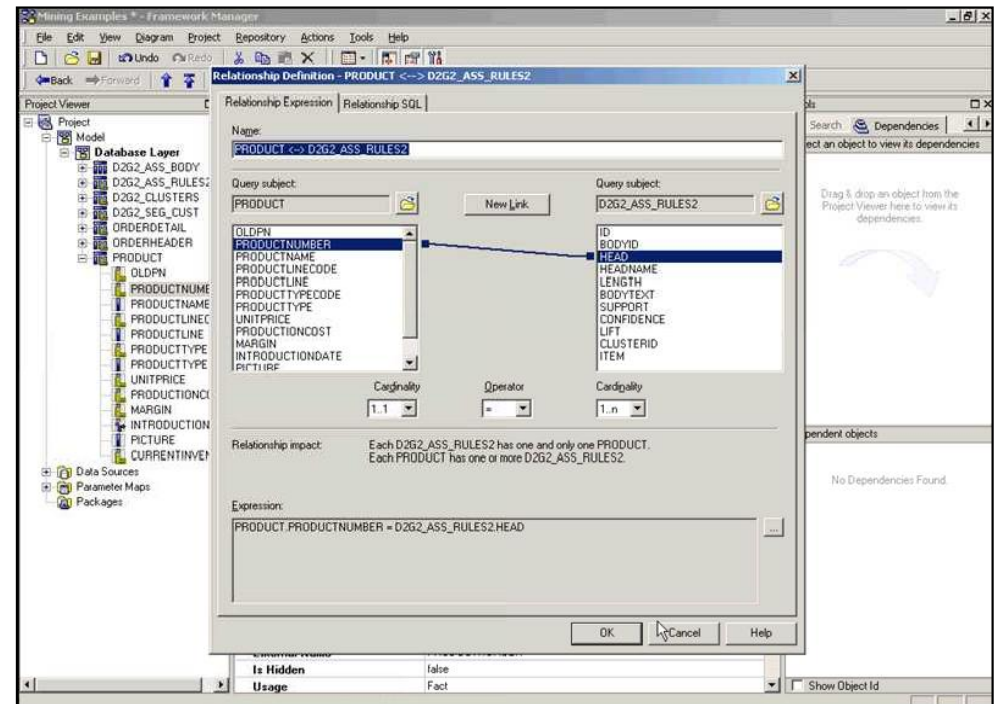 Mining Examples * - Framework Manager
File Edit View Diagram Project Repository Actions Tools Help
Undo Redo
Back Forward
Relationship Definition - PRODUCT <--> D2G2_ASS_RULES2
Project Viewer
Project
Model
Database Layer
D2G2_ASS_BODY
D2G2_ASS_RULES2
D2G2_CLUSTERS
D2G2_SEG_CUST
ORDERDETAIL
ORDERHEADER
PRODUCT
OLDPN
PRODUCTNUME
PRODUCTNAME
PRODUCTLINEC
PRODUCTLINE
PRODUCTTYPE
PRODUCTTYPE
UNITPRICE
PRODUCTIONCO
MARGIN
INTRODUCTION
PICTURE
CURRENTINVEN
Data Sources
Parameter Maps
Packages
Relationship Expression Relationship SQL
Name:
PRODUCT <--> D2G2_ASS_RULES2
Query subject: Query subject:
PRODUCT New Link D2G2_ASS_RULES2
OLDPN
PRODUCTNUMBER
PRODUCTNAME
PRODUCTLINECODE
PRODUCTLINE
PRODUCTTYPECODE
PRODUCTTYPE
UNITPRICE
PRODUCTIONCOST
MARGIN
INTRODUCTIONDATE
PICTURE
ID
BODYID
HEAD
HEADNAME
LENGTH
BODYTEXT
SUPPORT
CONFIDENCE
LIFT
CLUSTERID
ITEM
Cardinality Operator Cardinality
1..1 = 1..n
Relationship impact: Each D2G2_ASS_RULES2 has one and only one PRODUCT.
Each PRODUCT has one or more D2G2_ASS_RULES2.
Expression:
PRODUCT.PRODUCTNUMBER = D2G2_ASS_RULES2.HEAD
...
OK Cancel Help
Is Hidden false
Usage Fact
ols
Search Dependencies
ect an object to view its dependencies
Drag & drop an object from the
Project Viewer here to view its
dependencies.
pendent objects
No Dependencies Found.
Show Object Id